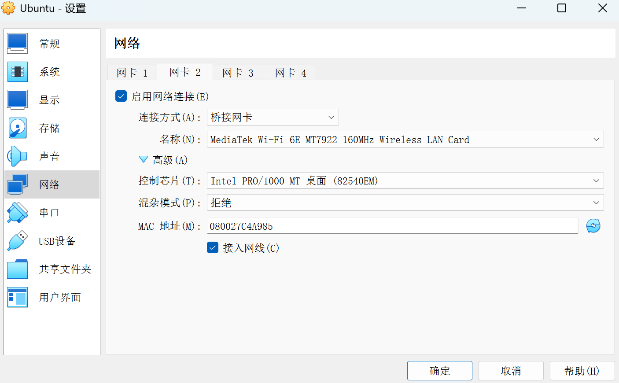 Ubuntu - 设置
常规
系统
显示
存储
声音
网络
串口
USB设备
共享文件夹
用户界面
网络
网卡 1 网卡 2 网卡 3 网卡 4
启用网络连接(E)
连接方式(A): 桥接网卡
名称(N): MediaTek Wi-Fi 6E MT7922 160MHz Wireless LAN Card
高级(A)
控制芯片(T): Intel PRO/1000 MT 桌面 (82540EM)
混杂模式(P): 拒绝
MAC 地址(M): 080027C4A985
接入网线(C)
确定 取消 帮助(H)